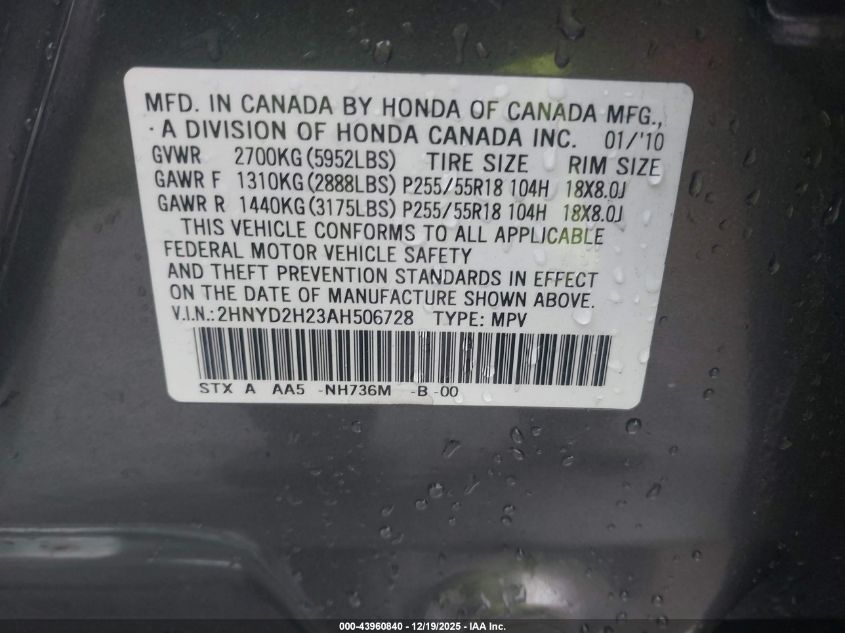 MFD. IN CANADA BY HONDA OF CANADA MFG.,
A DIVISION OF HONDA CANADA INC. 01/'10
GVWR 2700KG (5952LBS) TIRE SIZE RIM SIZE
GAWR F 1310KG (2888LBS) P255/55R18 104H 18X8.0J
GAWR R 1440KG (3175LBS) P255/55R18 104H 18X8.0J
THIS VEHICLE CONFORMS TO ALL APPLICABLE
FEDERAL MOTOR VEHICLE SAFETY
AND THEFT PREVENTION STANDARDS IN EFFECT
ON THE DATE OF MANUFACTURE SHOWN ABOVE.
V.I.N.: 2HNYD2H23AH506728 TYPE: MPV
STX A AA5 -NH736M -B -00
000-43960840 - 12/19/2025 - IAA Inc.